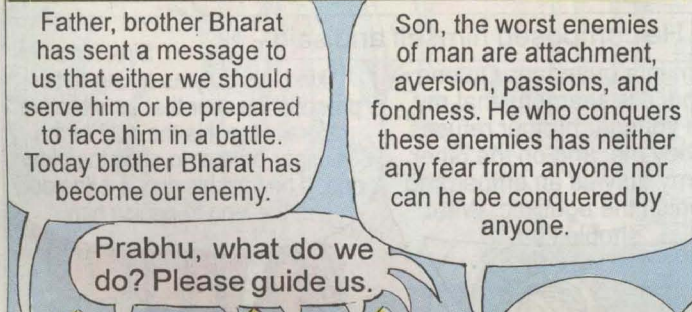 Father, brother Bharat
has sent a message to
us that either we should
serve him or be prepared
to face him in a battle.
Today brother Bharat has
become our enemy.
Prabhu, what do we
do? Please guide us.
Son, the worst enemies
of man are attachment,
aversion, passions, and
fondness. He who conquers
these enemies has neither
any fear from anyone nor
can he be conquered by
anyone.